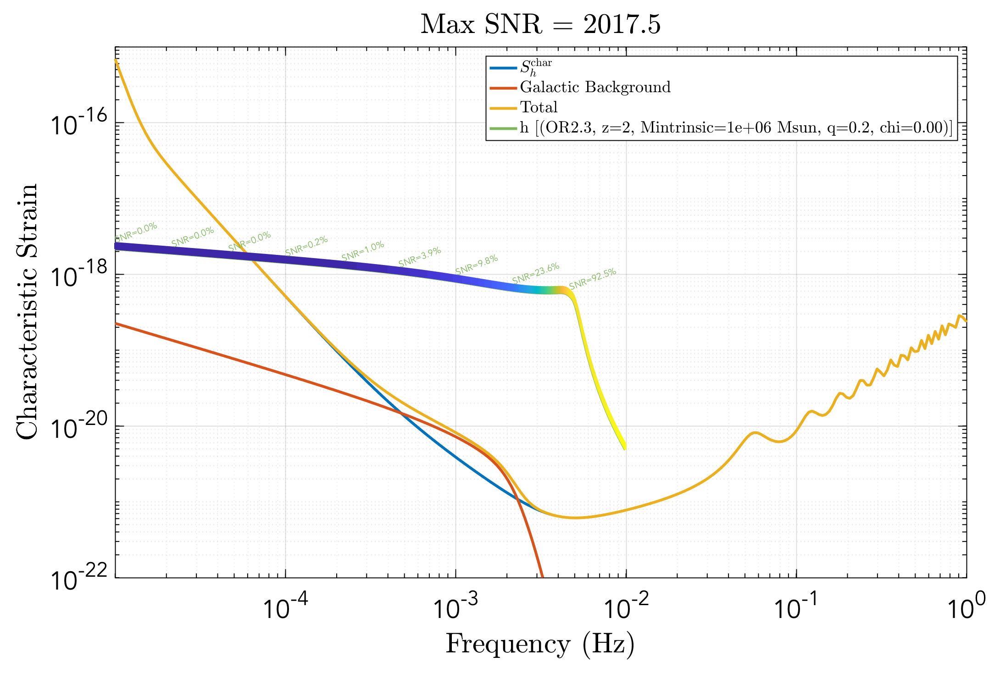 Max SNR = 2017.5
S_h^char
Galactic Background
Total
h [(OR2.3, z=2, Mintrinsic=1e+06 Msun, q=0.2, chi=0.00)]
Characteristic Strain
10^-16
10^-18
10^-20
10^-22
SNR=0.0%
SNR=0.0%
SNR=0.0%
SNR=0.2%
SNR=1.0%
SNR=3.9%
SNR=9.8%
SNR=23.6%
SNR=92.5%
10^-4
10^-3
10^-2
10^-1
10^0
Frequency (Hz)